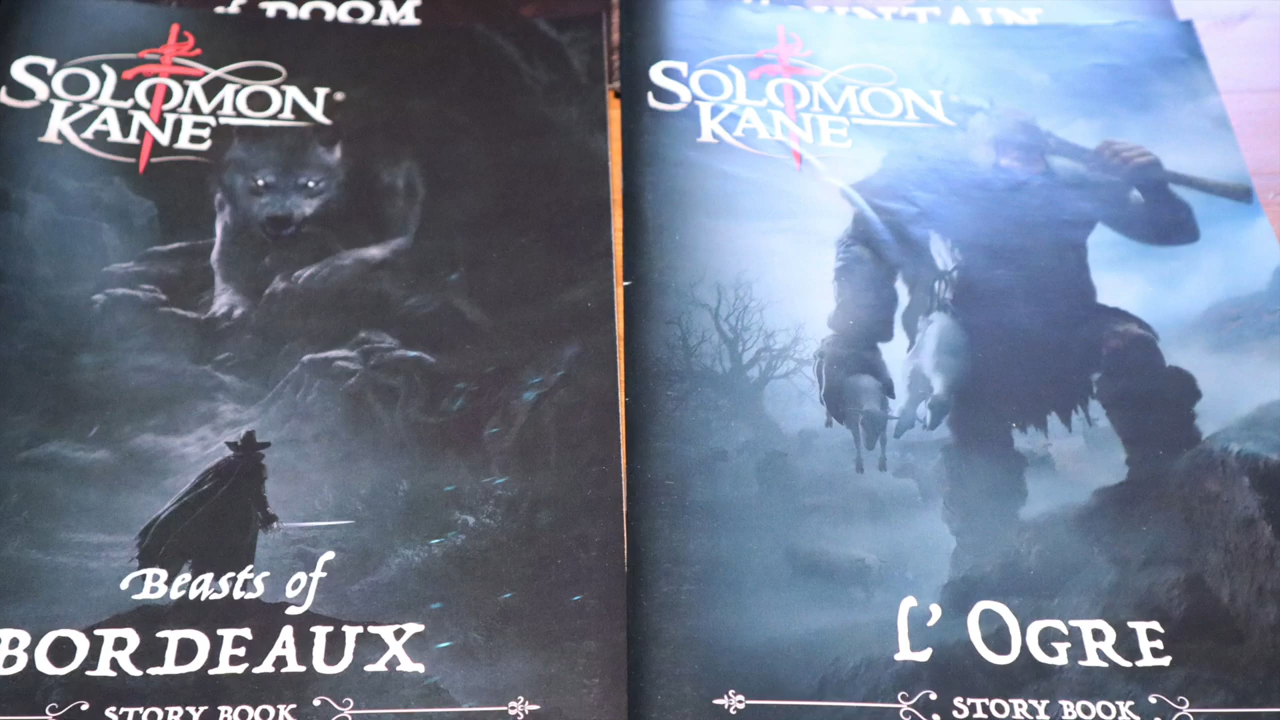 DOOM
SOLOMON
KANE
Beasts of
BORDEAUX
STORY BOOK
SOLOMON
KANE
L' OGRE
STORY BOOK